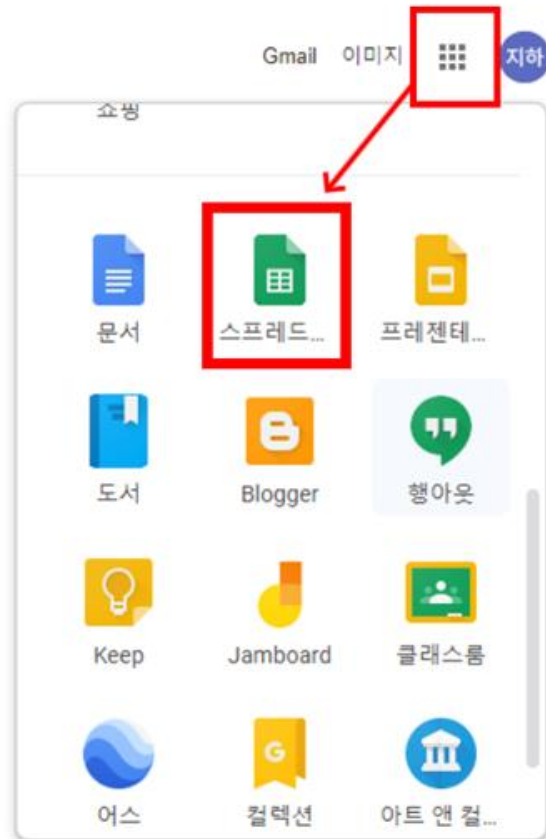 Gmail 이미지 지하
쇼핑
문서 스프레드... 프레젠테...
도서 Blogger 행아웃
Keep Jamboard 클래스룸
어스 컬렉션 아트 앤 컬...